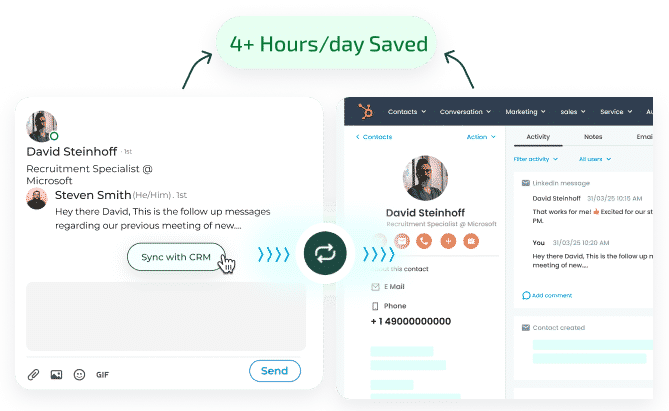 4+ Hours/day Saved
David Steinhoff · 1st
Recruitment Specialist @
Microsoft
Steven Smith (He/Him) . 1st
Hey there David, This is the follow up messages
regarding our previous meeting of new....
Sync with CRM
GIF
Send
Contacts
Conversation
Marketing
sales
Service
Contacts
Action
David Steinhoff
Recruitment Specialist @ Microsoft
this contact
E Mail
Phone
+ 1 49000000000
Activity
Notes
Email
Filter activity
All users
Linkedin message
David Steinhoff 31/03/25 10:15 AM
That works for me! 👍 Excited for our st
PM.
You 31/03/25 10:20 AM
Hey there David, This is the follow up m
meeting of new....
Add comment
Contact created